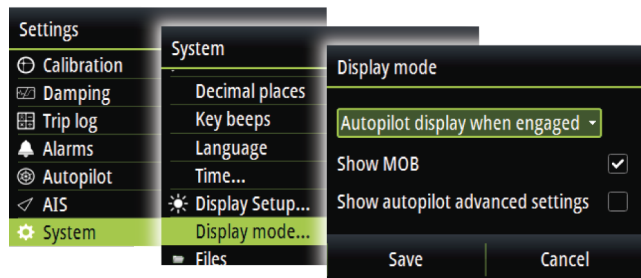 Settings
Calibration
Damping
Trip log
Alarms
Autopilot
AIS
System
System
Decimal places
Key beeps
Language
Time...
Display Setup...
Display mode...
Files
Display mode
Autopilot display when engaged
Show MOB
Show autopilot advanced settings
Save
Cancel